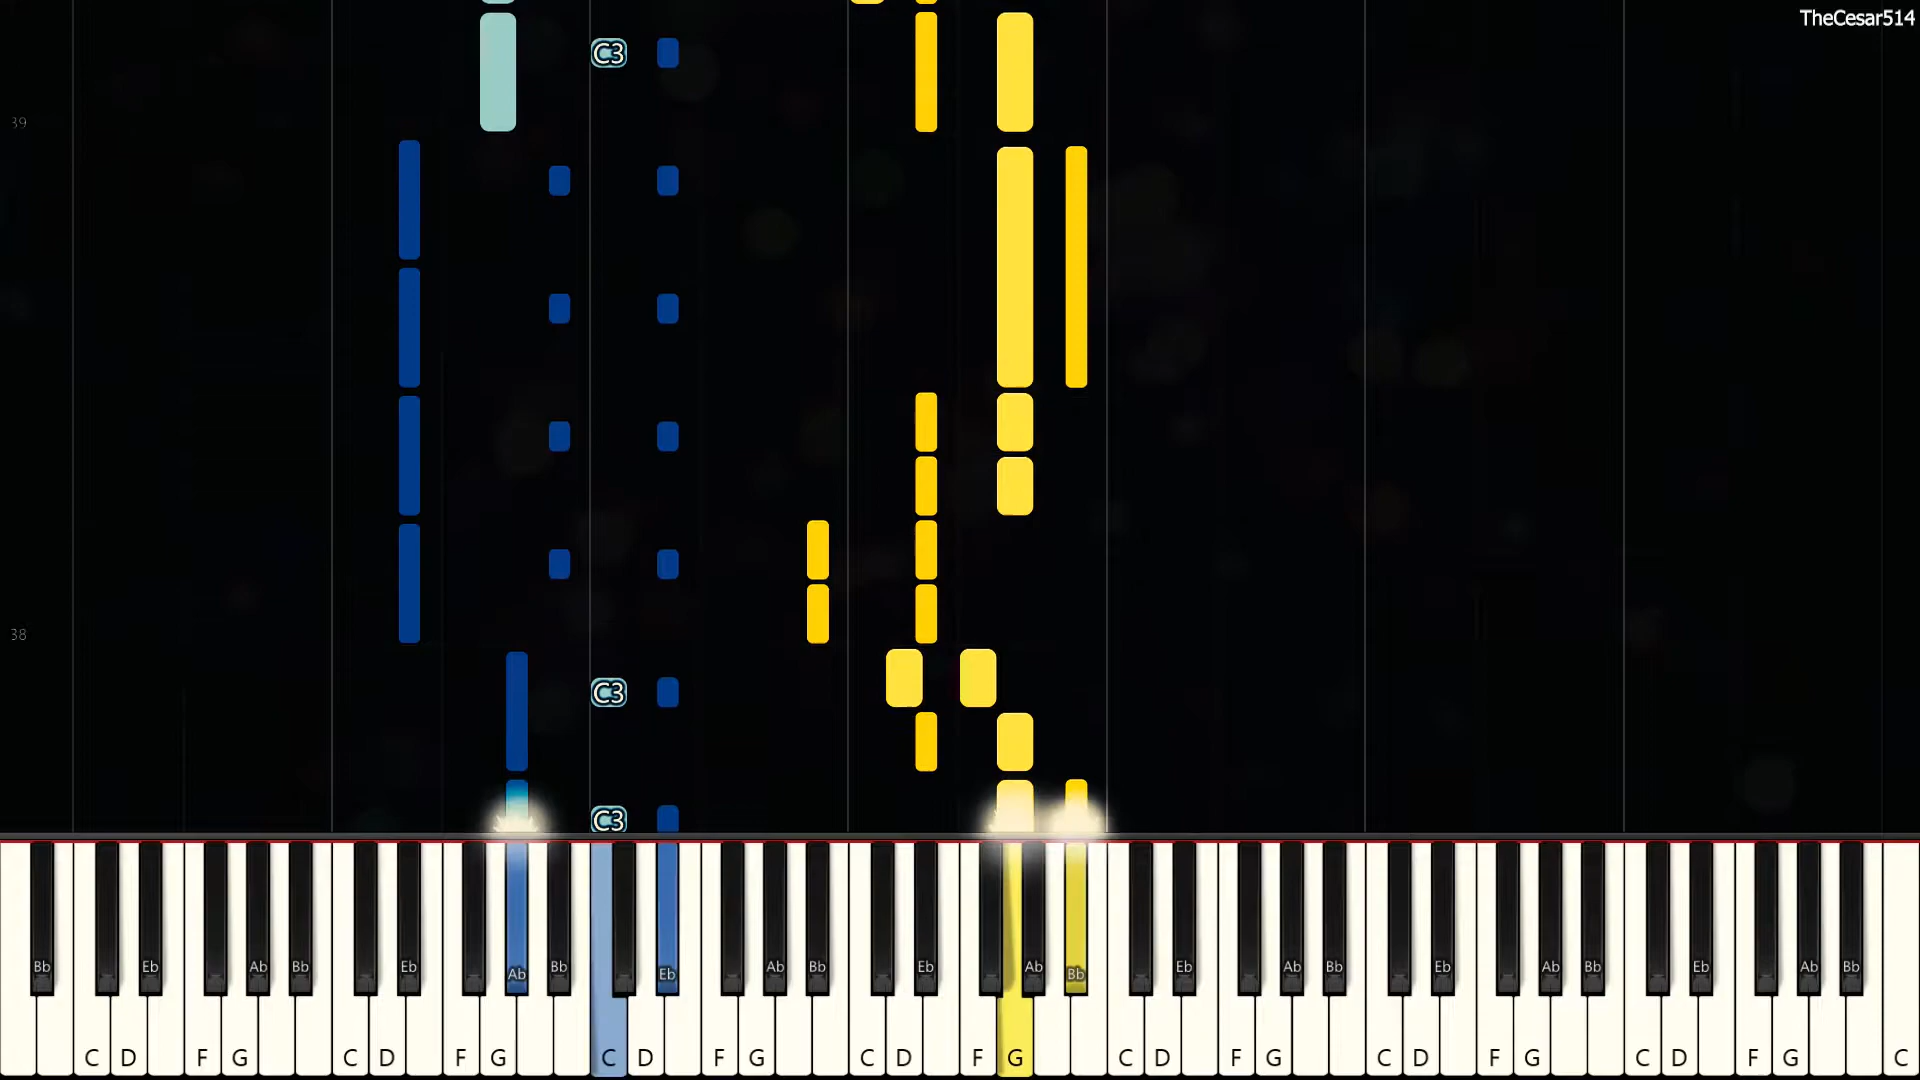 TheCesar514
C3
39
38
C3
C3
Bb Eb Ab Bb Eb Ab Bb Eb Ab Bb Eb Ab Bb Eb Ab Bb Eb Ab Bb Eb Ab Bb
C D F G C D F G C D F G C D F G C D F G C D F G C D F G C